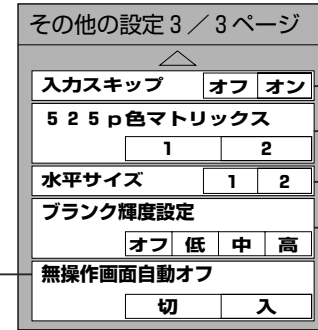 その他の設定３／３ページ
入力スキップ オフ オン
５２５ｐ色マトリックス
1 2
水平サイズ 1 2
ブランク輝度設定
オフ 低 中 高
無操作画面自動オフ
切 入